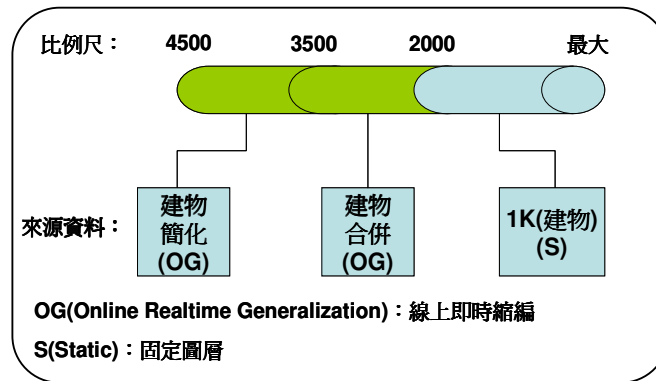 比例尺： 4500 3500 2000 最大
來源資料：
建物
簡化
(OG)
建物
合併
(OG)
1K(建物)
(S)
OG(Online Realtime Generalization)：線上即時縮編
S(Static)：固定圖層